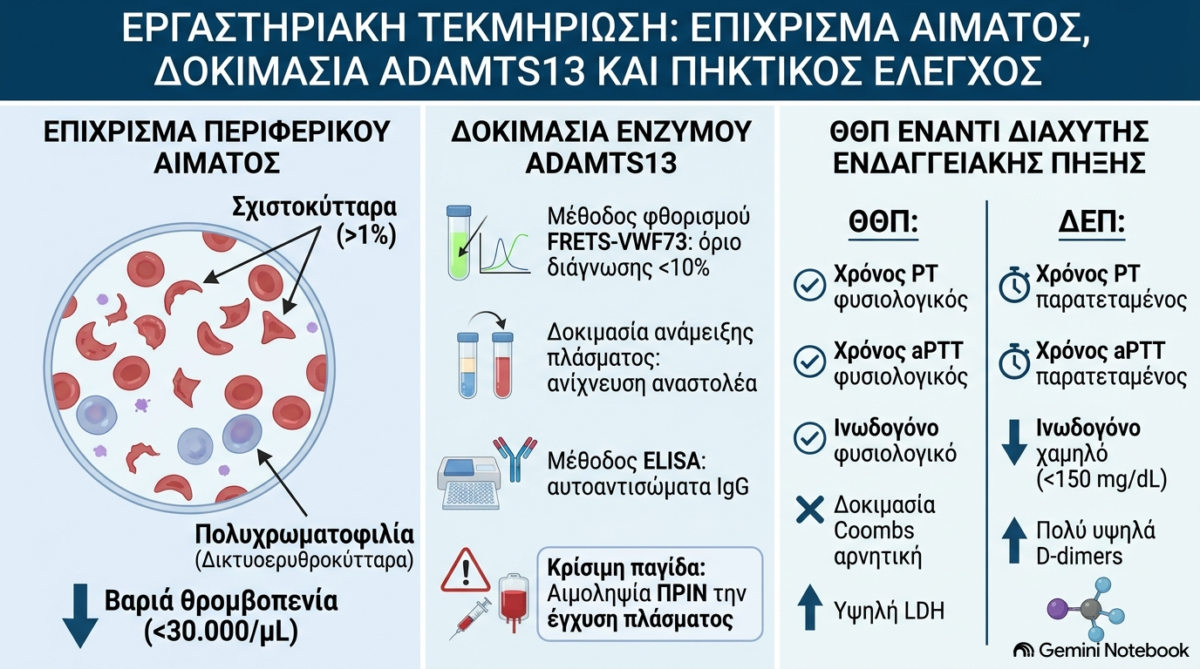 ΕΡΓΑΣΤΗΡΙΑΚΗ ΤΕΚΜΗΡΙΩΣΗ: ΕΠΙΧΡΙΣΜΑ ΑΙΜΑΤΟΣ,
ΔΟΚΙΜΑΣΙΑ ADAMTS13 ΚΑΙ ΠΗΚΤΙΚΟΣ ΕΛΕΓΧΟΣ
ΕΠΙΧΡΙΣΜΑ ΠΕΡΙΦΕΡΙΚΟΥ
ΑΙΜΑΤΟΣ
Σχιστοκύτταρα
(>1%)
Πολυχρωματοφιλία
(Δικτυοερυθροκύτταρα)
Βαριά θρομβοπενία
(<30.000/μL)
ΔΟΚΙΜΑΣΙΑ ΕΝΖΥΜΟΥ
ADAMTS13
Μέθοδος φθορισμού
FRETS-VWF73: όριο
διάγνωσης <10%
Δοκιμασία ανάμειξης
πλάσματος:
ανίχνευση αναστολέα
Μέθοδος ELISA:
αυτοαντισώματα IgG
Κρίσιμη παγίδα:
Αιμοληψία ΠΡΙΝ την
έγχυση πλάσματος
ΘΘΠ ΕΝΑΝΤΙ ΔΙΑΧΥΤΗΣ
ΕΝΔΑΓΓΕΙΑΚΗΣ ΠΗΞΗΣ
ΘΘΠ:
Χρόνος PT
φυσιολογικός
Χρόνος aPTT
φυσιολογικός
Ινωδογόνο
φυσιολογικό
Δοκιμασία
Coombs
αρνητική
Υψηλή LDH
ΔΕΠ:
Χρόνος PT
παρατεταμένος
Χρόνος aPTT
παρατεταμένος
Ινωδογόνο
χαμηλό
(<150 mg/dL)
Πολύ υψηλά
D-dimers
Gemini Notebook